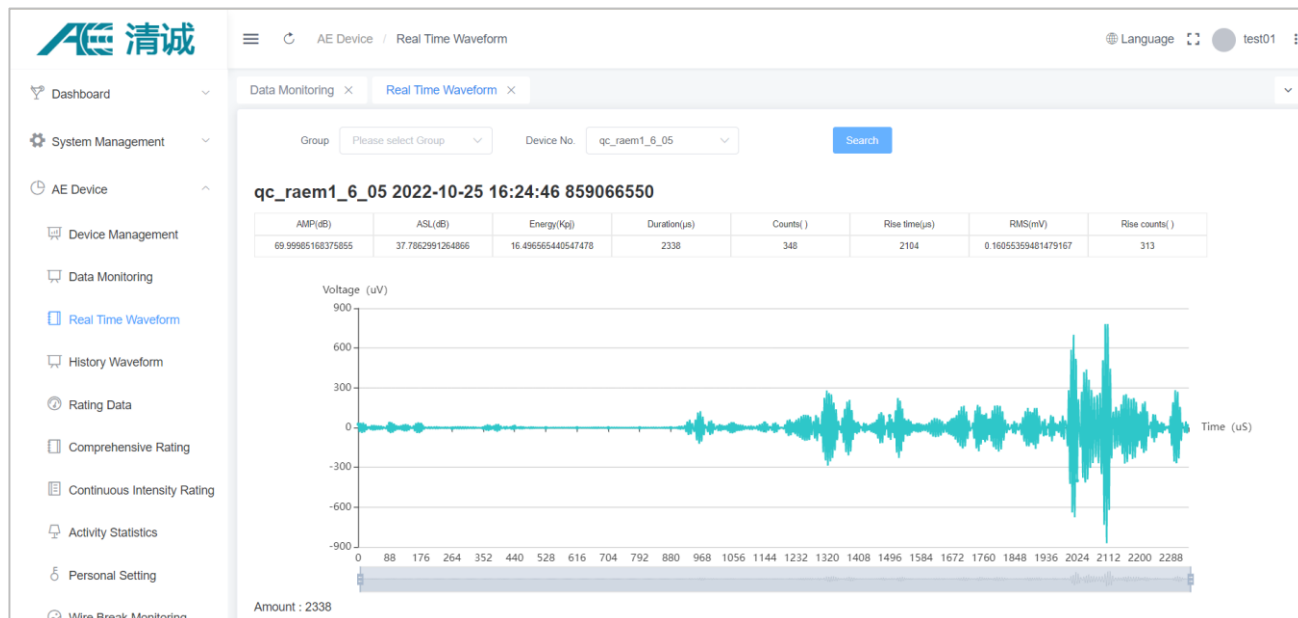 AE 清诚
AE Device / Real Time Waveform
Language
test01
Dashboard
System Management
AE Device
Device Management
Data Monitoring
Real Time Waveform
History Waveform
Rating Data
Comprehensive Rating
Continuous Intensity Rating
Activity Statistics
Personal Setting
Wire Break Monitoring
Data Monitoring × Real Time Waveform ×
Group Please select Group Device No. qc_raem1_6_05 Search
qc_raem1_6_05 2022-10-25 16:24:46 859066550
AMP(dB) ASL(dB) Energy(Kpj) Duration(μs) Counts( ) Rise time(μs) RMS(mV) Rise counts( )
69.99985168375855 37.7862991264866 16.496565440547478 2338 348 2104 0.16055359481479167 313
Voltage (uV)
900
600
300
0
-300
-600
-900
Time (uS)
0 88 176 264 352 440 528 616 704 792 880 968 1056 1144 1232 1320 1408 1496 1584 1672 1760 1848 1936 2024 2112 2200 2288
Amount : 2338